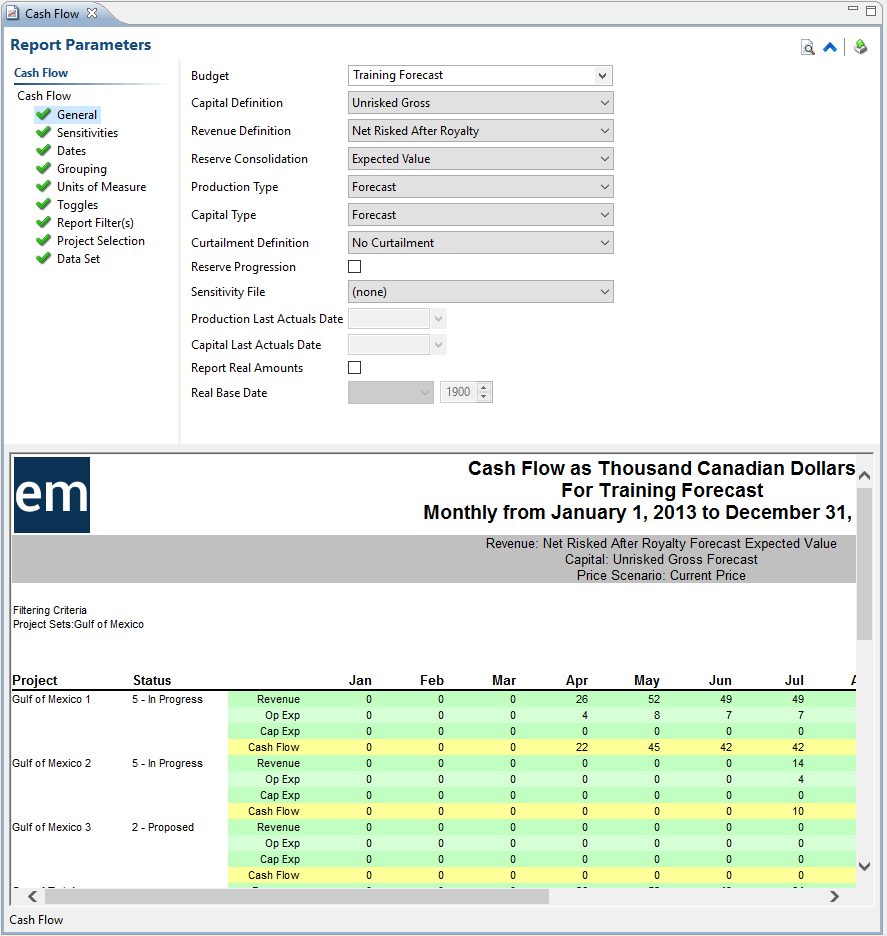 Cash Flow
Report Parameters
Cash Flow
Cash Flow
General
Sensitivities
Dates
Grouping
Units of Measure
Toggles
Report Filter(s)
Project Selection
Data Set
Budget Training Forecast
Capital Definition Unrisked Gross
Revenue Definition Net Risked After Royalty
Reserve Consolidation Expected Value
Production Type Forecast
Capital Type Forecast
Curtailment Definition No Curtailment
Reserve Progression
Sensitivity File (none)
Production Last Actuals Date
Capital Last Actuals Date
Report Real Amounts
Real Base Date 1900
em
Cash Flow as Thousand Canadian Dollars
For Training Forecast
Monthly from January 1, 2013 to December 31,
Revenue: Net Risked After Royalty Forecast Expected Value
Capital: Unrisked Gross Forecast
Price Scenario: Current Price
Filtering Criteria
Project Sets:Gulf of Mexico
Project Status Jan Feb Mar Apr May Jun Jul
Gulf of Mexico 1 5 - In Progress Revenue 0 0 0 26 52 49 49
Op Exp 0 0 0 4 8 7 7
Cap Exp 0 0 0 0 0 0 0
Cash Flow 0 0 0 22 45 42 42
Gulf of Mexico 2 5 - In Progress Revenue 0 0 0 0 0 0 14
Op Exp 0 0 0 0 0 0 4
Cap Exp 0 0 0 0 0 0 0
Cash Flow 0 0 0 0 0 0 10
Gulf of Mexico 3 2 - Proposed Revenue 0 0 0 0 0 0 0
Op Exp 0 0 0 0 0 0 0
Cap Exp 0 0 0 0 0 0 0
Cash Flow 0 0 0 0 0 0 0
Cash Flow